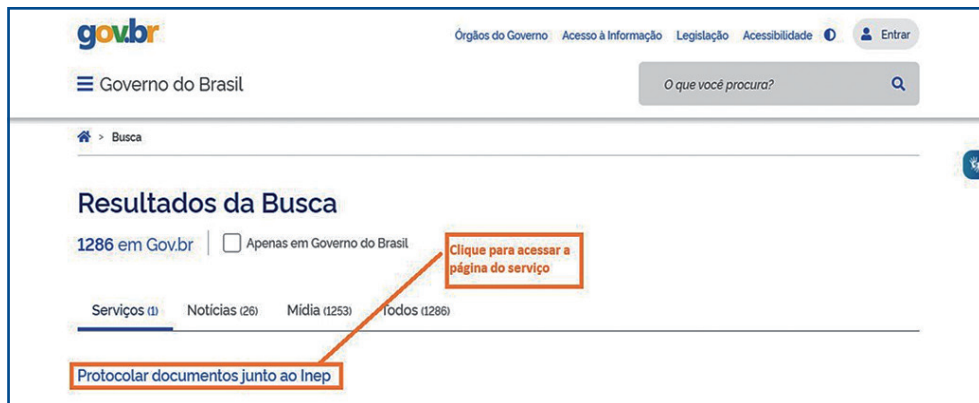 gov.br
Órgãos do Governo Acesso à Informação Legislação Acessibilidade Entrar
Governo do Brasil
O que você procura?
> Busca
Resultados da Busca
1286 em Gov.br Apenas em Governo do Brasil
Clique para acessar a
página do serviço
Serviços (1) Notícias (26) Mídia (1253) Todos (1286)
Protocolar documentos junto ao Inep